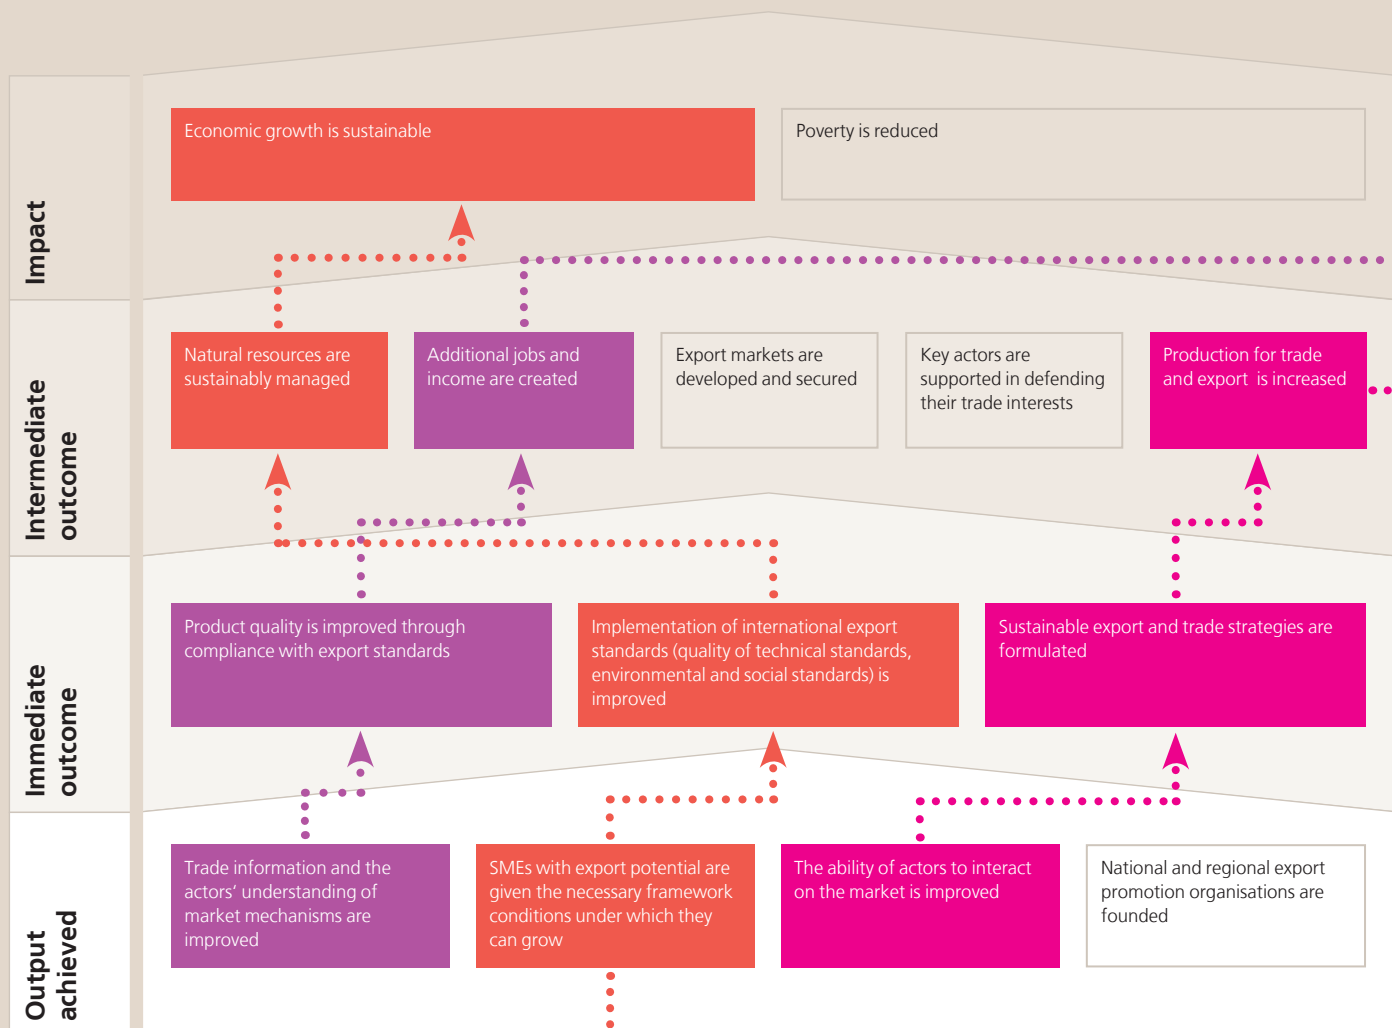 Impact
Economic growth is sustainable
Poverty is reduced
Intermediate
outcome
Natural resources are
sustainably managed
Additional jobs and
income are created
Export markets are
developed and secured
Key actors are
supported in defending
their trade interests
Production for trade
and export is increased
Immediate
outcome
Product quality is improved through
compliance with export standards
Implementation of international export
standards (quality of technical standards,
environmental and social standards) is
improved
Sustainable export and trade strategies are
formulated
Output
achieved
Trade information and the
actors‘ understanding of
market mechanisms are
improved
SMEs with export potential are
given the necessary framework
conditions under which they
can grow
The ability of actors to interact
on the market is improved
National and regional export
promotion organisations are
founded